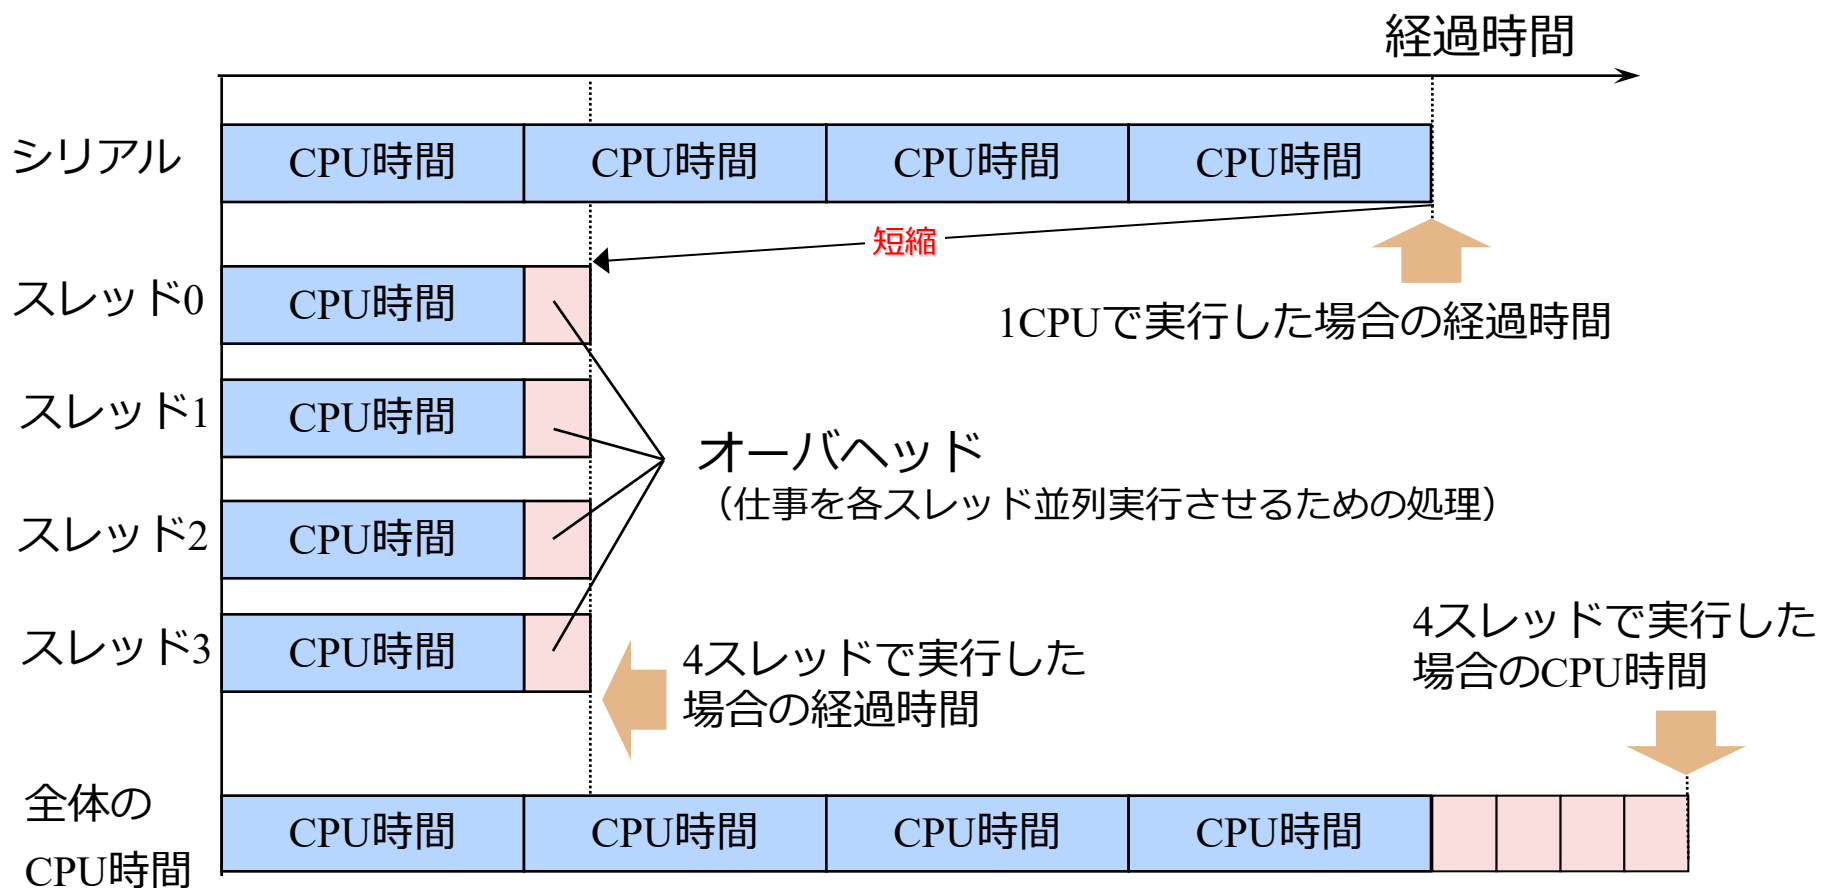 経過時間
シリアル
CPU時間 CPU時間 CPU時間 CPU時間
短縮
スレッド0
CPU時間
1CPUで実行した場合の経過時間
スレッド1
CPU時間
オーバヘッド
（仕事を各スレッド並列実行させるための処理）
スレッド2
CPU時間
スレッド3
CPU時間
4スレッドで実行した
場合の経過時間
4スレッドで実行した
場合のCPU時間
全体の
CPU時間
CPU時間 CPU時間 CPU時間 CPU時間